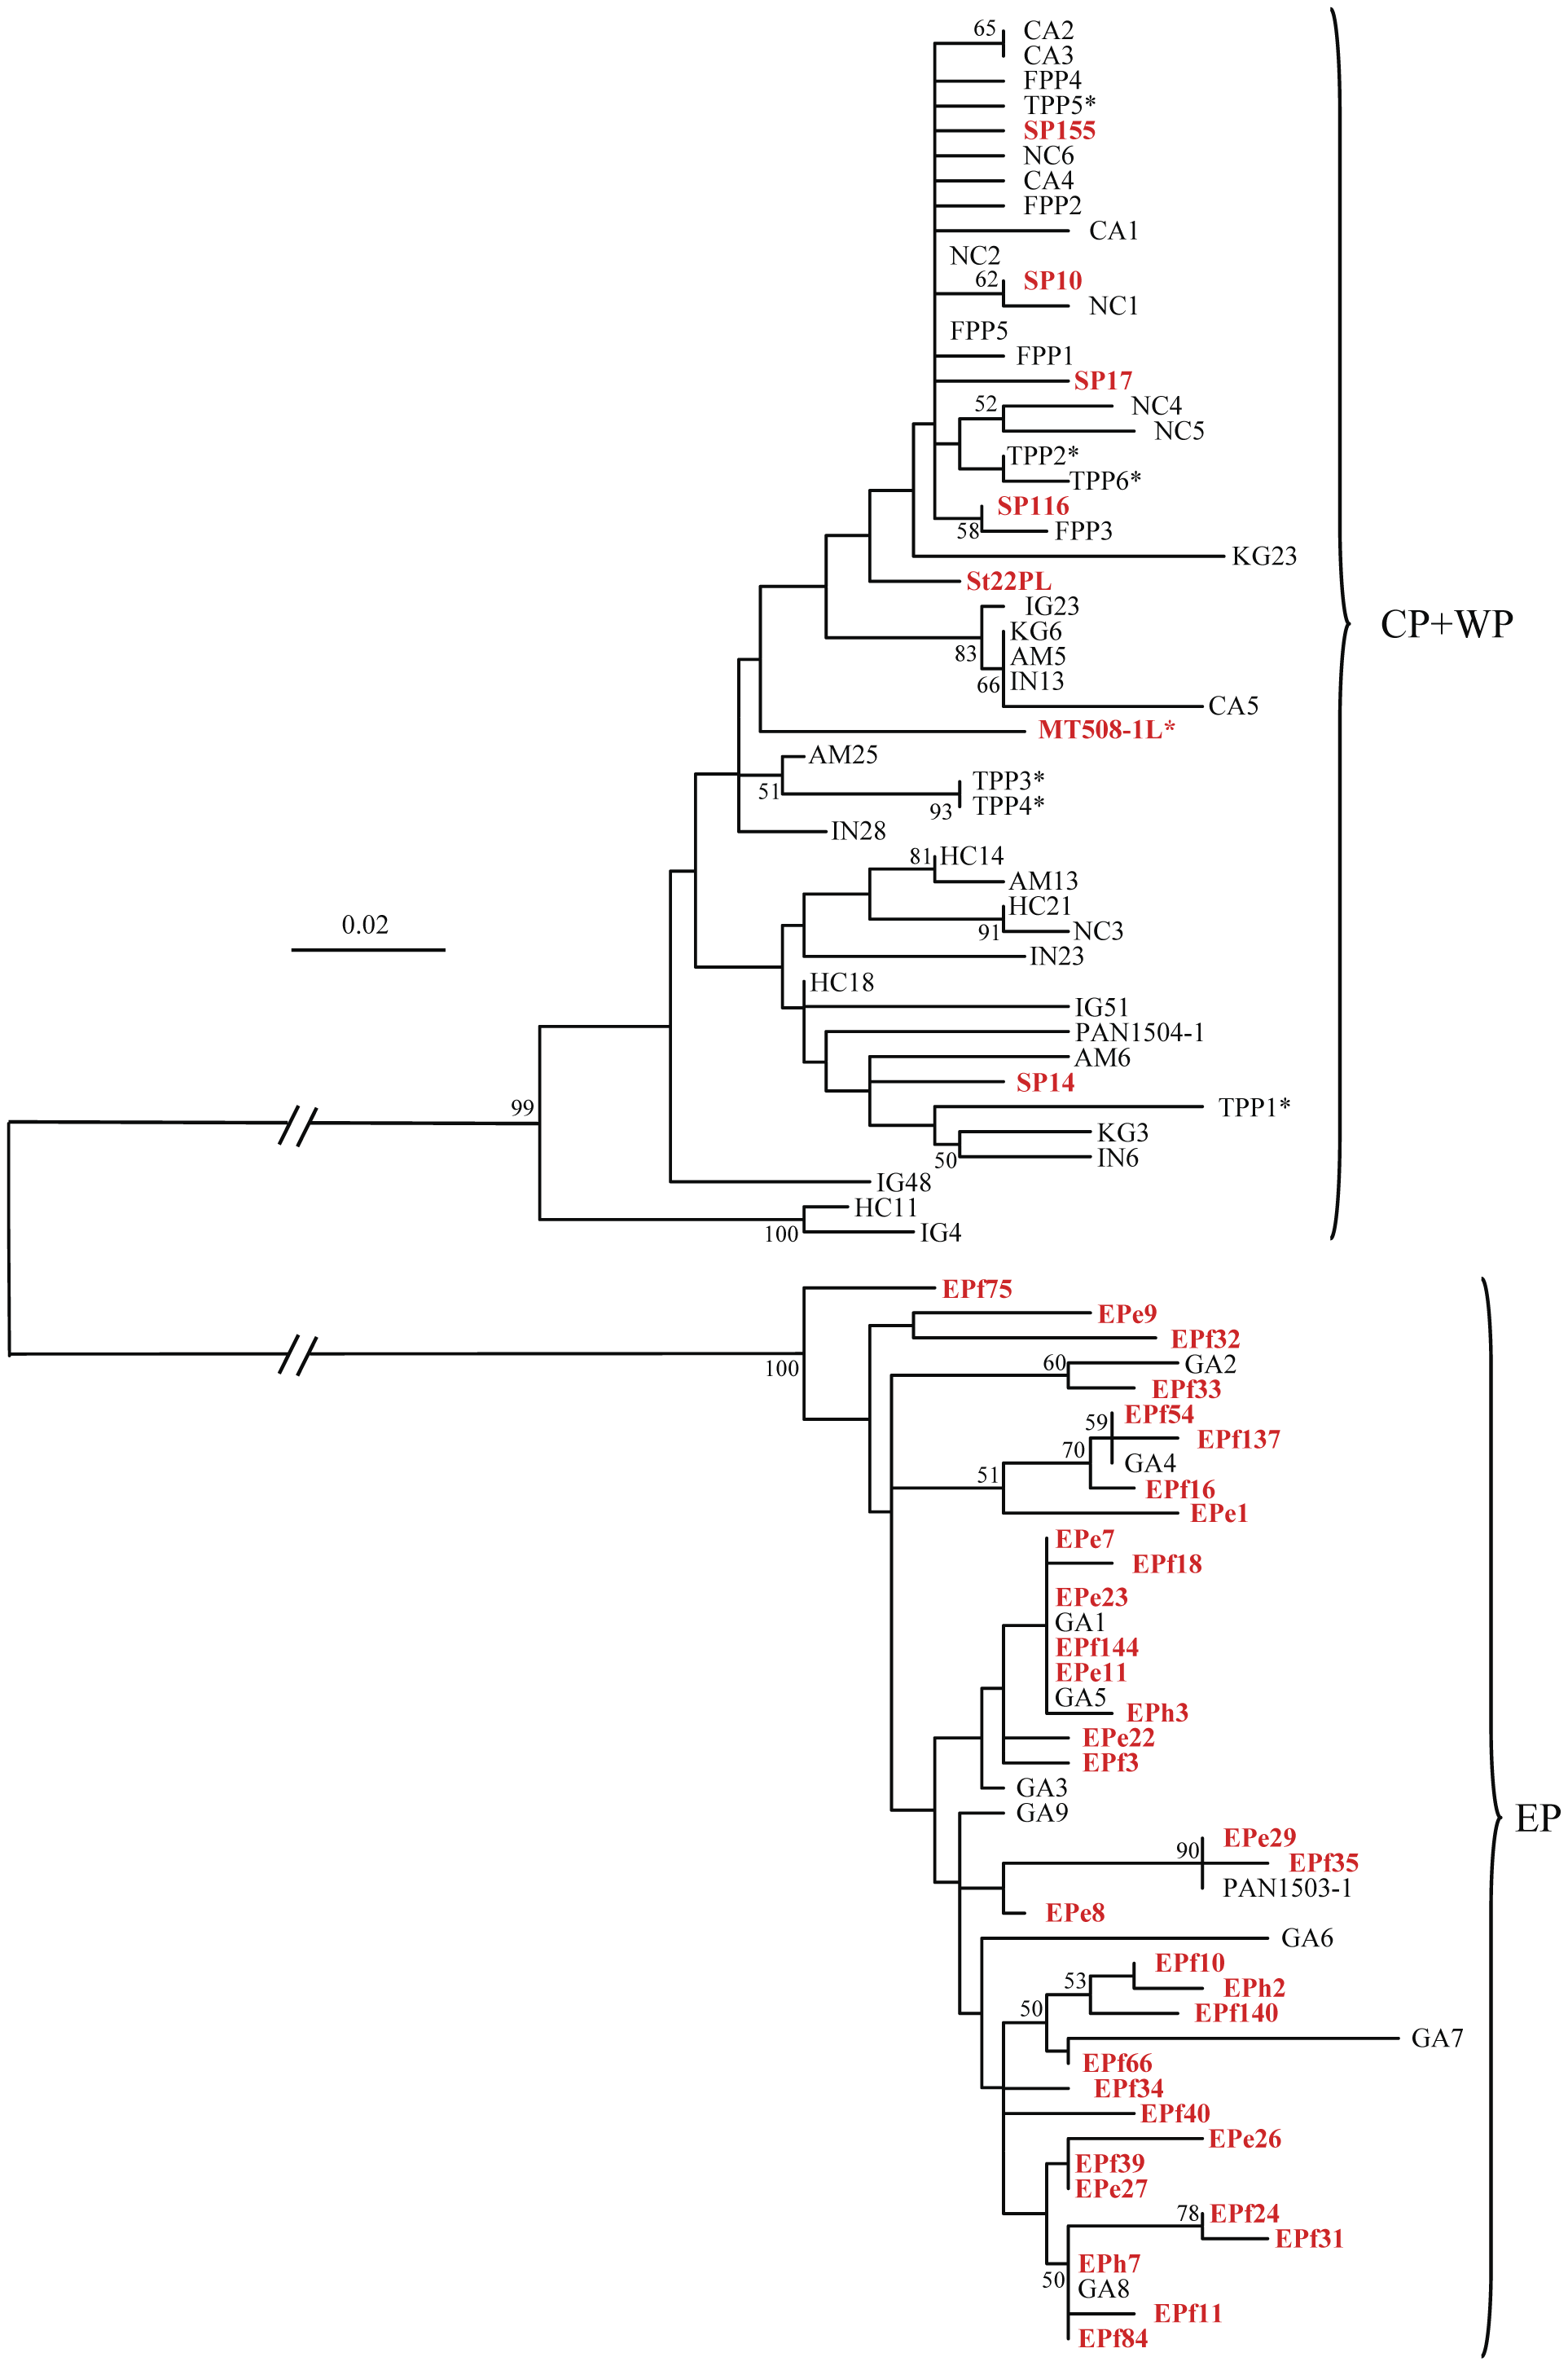 65
CA2
CA3
FPP4
TPP5*
SP155
NC6
CA4
FPP2
CA1
NC2
62
SP10
NC1
FPP5
FPP1
SP17
52
NC4
NC5
TPP2*
TPP6*
SP116
58
FPP3
KG23
St22PL
IG23
CP+WP
KG6
83
AM5
66
IN13
CA5
MT508-1L*
AM25
51
TPP3*
93
TPP4*
IN28
81
HC14
AM13
HC21
0.02
91
NC3
IN23
HC18
IG51
PAN1504-1
AM6
SP14
99
TPP1*
KG3
50
IN6
IG48
HC11
100
IG4
EPf75
EPe9
EPf32
100
60
GA2
EPf33
59
EPf54
EPf137
70
GA4
51
EPf16
EPe1
EPe7
EPf18
EPe23
GA1
EPf144
EPe11
GA5
EPh3
EPe22
EPf3
GA3
GA9
EP
EPe29
90
EPf35
PAN1503-1
EPe8
GA6
EPf10
53
EPh2
50
EPf140
GA7
EPf66
EPf34
EPf40
EPe26
EPf39
EPe27
78
EPf24
EPf31
EPh7
50
GA8
EPf11
EPf84